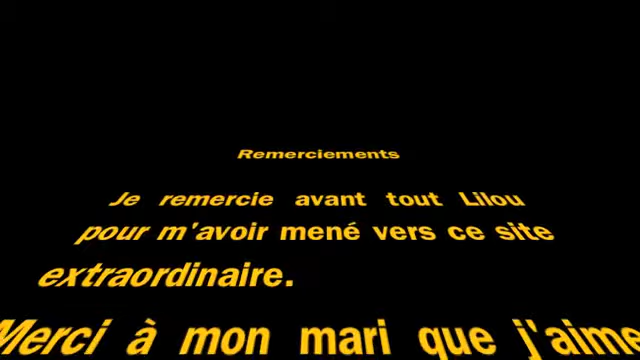 Remerciements
Je remercie avant tout Lilou
pour m'avoir mené vers ce site
extraordinaire.
Merci à mon mari que j'aime